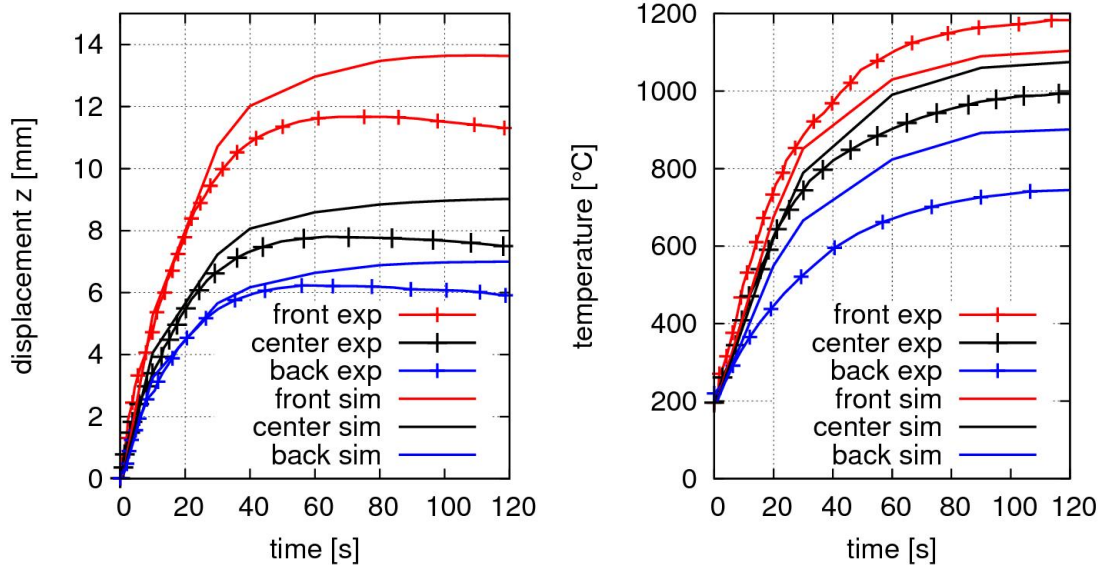 14
12
10
8
6
4
2
0
displacement z [mm]
front exp
center exp
back exp
front sim
center sim
back sim
0 20 40 60 80 100 120
time [s]
1200
1000
800
600
400
200
0
temperature [°C]
front exp
center exp
back exp
front sim
center sim
back sim
0 20 40 60 80 100 120
time [s]